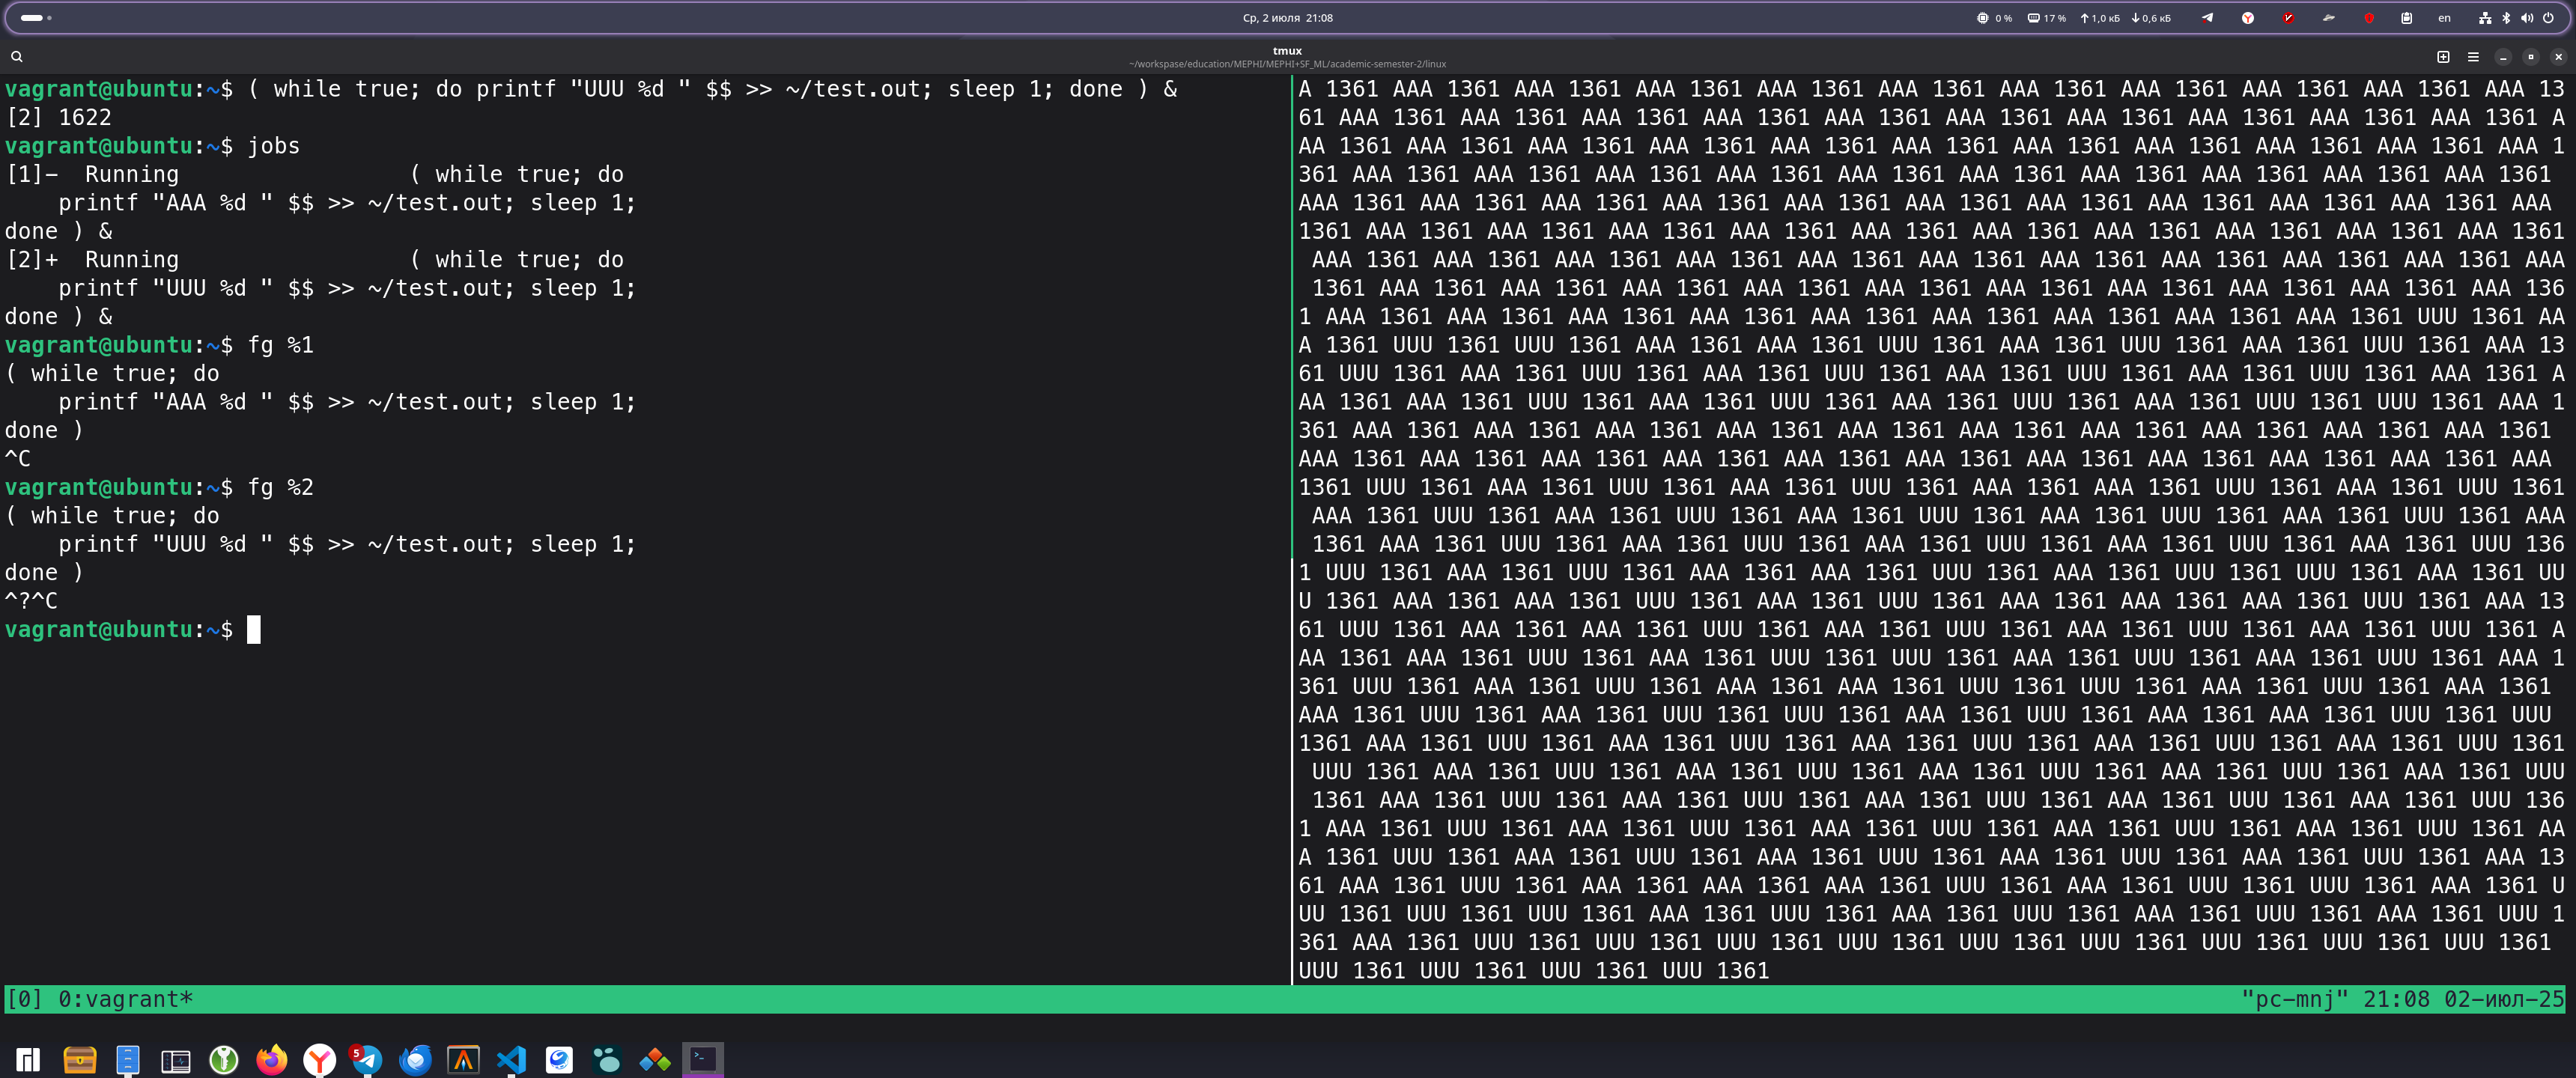 Ср, 2 июля 21:08
0 % 17 % 1,0 кБ 0,6 кБ en
tmux
~/workspase/education/MEPHI/MEPHI+SF_ML/academic-semester-2/linux
vagrant@ubuntu:~$ ( while true; do printf "UUU %d " $$ >> ~/test.out; sleep 1; done ) &
[2] 1622
vagrant@ubuntu:~$ jobs
[1]-  Running                 ( while true; do
    printf "AAA %d " $$ >> ~/test.out; sleep 1;
done ) &
[2]+  Running                 ( while true; do
    printf "UUU %d " $$ >> ~/test.out; sleep 1;
done ) &
vagrant@ubuntu:~$ fg %1
( while true; do
    printf "AAA %d " $$ >> ~/test.out; sleep 1;
done )
^C
vagrant@ubuntu:~$ fg %2
( while true; do
    printf "UUU %d " $$ >> ~/test.out; sleep 1;
done )
^?^C
vagrant@ubuntu:~$
A 1361 AAA 1361 AAA 1361 AAA 1361 AAA 1361 AAA 1361 AAA 1361 AAA 1361 AAA 1361 AAA 1361 AAA 13
61 AAA 1361 AAA 1361 AAA 1361 AAA 1361 AAA 1361 AAA 1361 AAA 1361 AAA 1361 AAA 1361 AAA 1361 A
AA 1361 AAA 1361 AAA 1361 AAA 1361 AAA 1361 AAA 1361 AAA 1361 AAA 1361 AAA 1361 AAA 1361 AAA 1
361 AAA 1361 AAA 1361 AAA 1361 AAA 1361 AAA 1361 AAA 1361 AAA 1361 AAA 1361 AAA 1361 AAA 1361
AAA 1361 AAA 1361 AAA 1361 AAA 1361 AAA 1361 AAA 1361 AAA 1361 AAA 1361 AAA 1361 AAA 1361 AAA
1361 AAA 1361 AAA 1361 AAA 1361 AAA 1361 AAA 1361 AAA 1361 AAA 1361 AAA 1361 AAA 1361 AAA 1361
 AAA 1361 AAA 1361 AAA 1361 AAA 1361 AAA 1361 AAA 1361 AAA 1361 AAA 1361 AAA 1361 AAA 1361 AAA
 1361 AAA 1361 AAA 1361 AAA 1361 AAA 1361 AAA 1361 AAA 1361 AAA 1361 AAA 1361 AAA 1361 AAA 136
1 AAA 1361 AAA 1361 AAA 1361 AAA 1361 AAA 1361 AAA 1361 AAA 1361 AAA 1361 AAA 1361 UUU 1361 AA
A 1361 UUU 1361 UUU 1361 AAA 1361 AAA 1361 UUU 1361 AAA 1361 UUU 1361 AAA 1361 UUU 1361 AAA 13
61 UUU 1361 AAA 1361 UUU 1361 AAA 1361 UUU 1361 AAA 1361 UUU 1361 AAA 1361 UUU 1361 AAA 1361 A
AA 1361 AAA 1361 UUU 1361 AAA 1361 UUU 1361 AAA 1361 UUU 1361 AAA 1361 UUU 1361 UUU 1361 AAA 1
361 AAA 1361 AAA 1361 AAA 1361 AAA 1361 AAA 1361 AAA 1361 AAA 1361 AAA 1361 AAA 1361 AAA 1361
AAA 1361 AAA 1361 AAA 1361 AAA 1361 AAA 1361 AAA 1361 AAA 1361 AAA 1361 AAA 1361 AAA 1361 AAA
1361 UUU 1361 AAA 1361 UUU 1361 AAA 1361 UUU 1361 AAA 1361 AAA 1361 UUU 1361 AAA 1361 UUU 1361
 AAA 1361 UUU 1361 AAA 1361 UUU 1361 AAA 1361 UUU 1361 AAA 1361 UUU 1361 AAA 1361 UUU 1361 AAA
 1361 AAA 1361 UUU 1361 AAA 1361 UUU 1361 AAA 1361 UUU 1361 AAA 1361 UUU 1361 AAA 1361 UUU 136
1 UUU 1361 AAA 1361 UUU 1361 AAA 1361 AAA 1361 UUU 1361 AAA 1361 UUU 1361 UUU 1361 AAA 1361 UU
U 1361 AAA 1361 AAA 1361 UUU 1361 AAA 1361 UUU 1361 AAA 1361 AAA 1361 AAA 1361 UUU 1361 AAA 13
61 UUU 1361 AAA 1361 AAA 1361 UUU 1361 AAA 1361 UUU 1361 AAA 1361 UUU 1361 AAA 1361 UUU 1361 A
AA 1361 AAA 1361 UUU 1361 AAA 1361 UUU 1361 UUU 1361 AAA 1361 UUU 1361 AAA 1361 UUU 1361 AAA 1
361 UUU 1361 AAA 1361 UUU 1361 AAA 1361 AAA 1361 UUU 1361 UUU 1361 AAA 1361 UUU 1361 AAA 1361
AAA 1361 UUU 1361 AAA 1361 UUU 1361 UUU 1361 AAA 1361 UUU 1361 AAA 1361 AAA 1361 UUU 1361 UUU
1361 AAA 1361 UUU 1361 AAA 1361 UUU 1361 AAA 1361 UUU 1361 AAA 1361 UUU 1361 AAA 1361 UUU 1361
 UUU 1361 AAA 1361 UUU 1361 AAA 1361 UUU 1361 AAA 1361 UUU 1361 AAA 1361 UUU 1361 AAA 1361 UUU
 1361 AAA 1361 UUU 1361 AAA 1361 UUU 1361 AAA 1361 UUU 1361 AAA 1361 UUU 1361 AAA 1361 UUU 136
1 AAA 1361 UUU 1361 AAA 1361 UUU 1361 AAA 1361 UUU 1361 AAA 1361 UUU 1361 AAA 1361 UUU 1361 AA
A 1361 UUU 1361 AAA 1361 UUU 1361 AAA 1361 UUU 1361 AAA 1361 UUU 1361 AAA 1361 UUU 1361 AAA 13
61 AAA 1361 UUU 1361 AAA 1361 AAA 1361 AAA 1361 UUU 1361 AAA 1361 UUU 1361 UUU 1361 AAA 1361 U
UU 1361 UUU 1361 UUU 1361 AAA 1361 UUU 1361 AAA 1361 UUU 1361 AAA 1361 UUU 1361 AAA 1361 UUU 1
361 AAA 1361 UUU 1361 UUU 1361 UUU 1361 UUU 1361 UUU 1361 UUU 1361 UUU 1361 UUU 1361 UUU 1361
UUU 1361 UUU 1361 UUU 1361 UUU 1361
[0] 0:vagrant* "pc-mnj" 21:08 02-июл-25
5